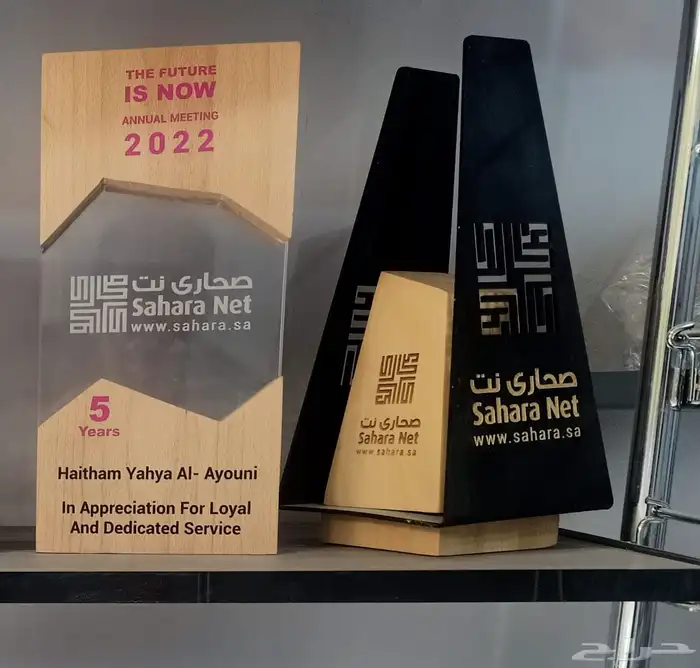 THE FUTURE
IS NOW
ANNUAL MEETING
2022
صحاري نت
Sahara Net
www.sahara.sa
5
Years
Haitham Yahya Al- Ayouni
In Appreciation For Loyal
And Dedicated Service
صحاري نت
Sahara Net
www.sahara.sa
صحاري نت
Sahara Net
www.sahara.sa
حراج